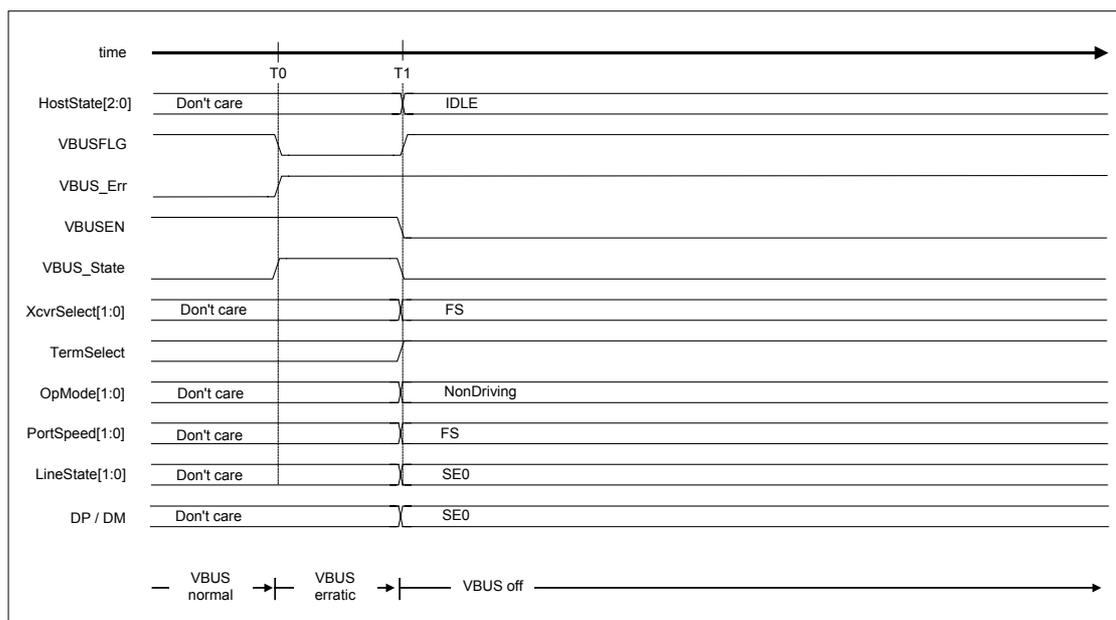 time
T0 T1
HostState[2:0] Don't care IDLE
VBUSFLG
VBUS_Err
VBUSEN
VBUS_State
XcvrSelect[1:0] Don't care FS
TermSelect
OpMode[1:0] Don't care NonDriving
PortSpeed[1:0] Don't care FS
LineState[1:0] Don't care SE0
DP / DM Don't care SE0
VBUS normal VBUS erratic VBUS off